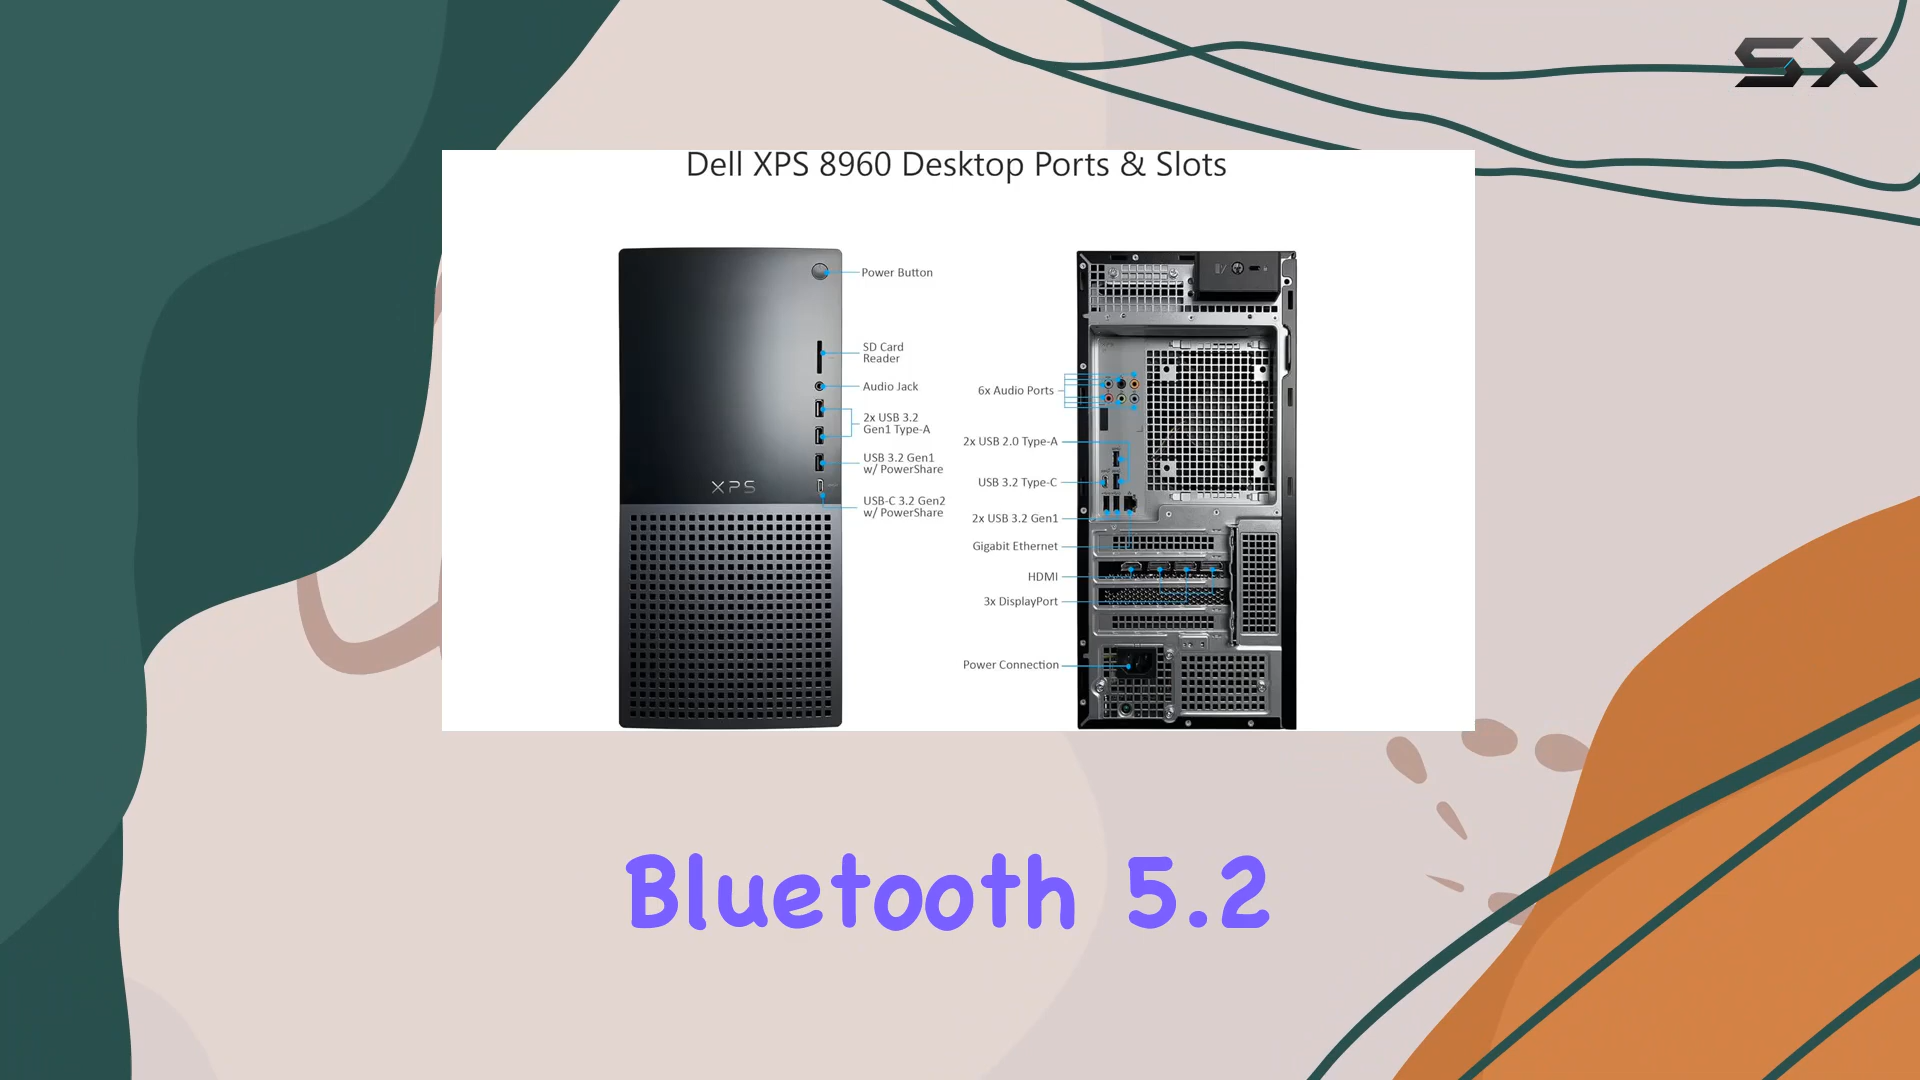 SX
Dell XPS 8960 Desktop Ports & Slots
Power Button
SD Card
Reader
Audio Jack
2x USB 3.2
Gen1 Type-A
USB 3.2 Gen1
w/ PowerShare
USB-C 3.2 Gen2
w/ PowerShare
XPS
6x Audio Ports
2x USB 2.0 Type-A
USB 3.2 Type-C
2x USB 3.2 Gen1
Gigabit Ethernet
HDMI
3x DisplayPort
Power Connection
Bluetooth 5.2